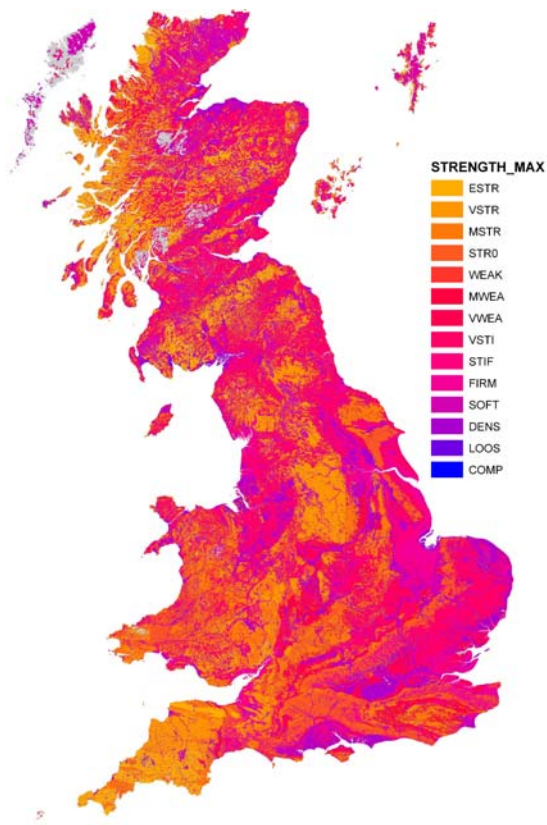 STRENGTH_MAX
ESTR
VSTR
MSTR
STR0
WEAK
MWEA
VWEA
VSTI
STIF
FIRM
SOFT
DENS
LOOS
COMP